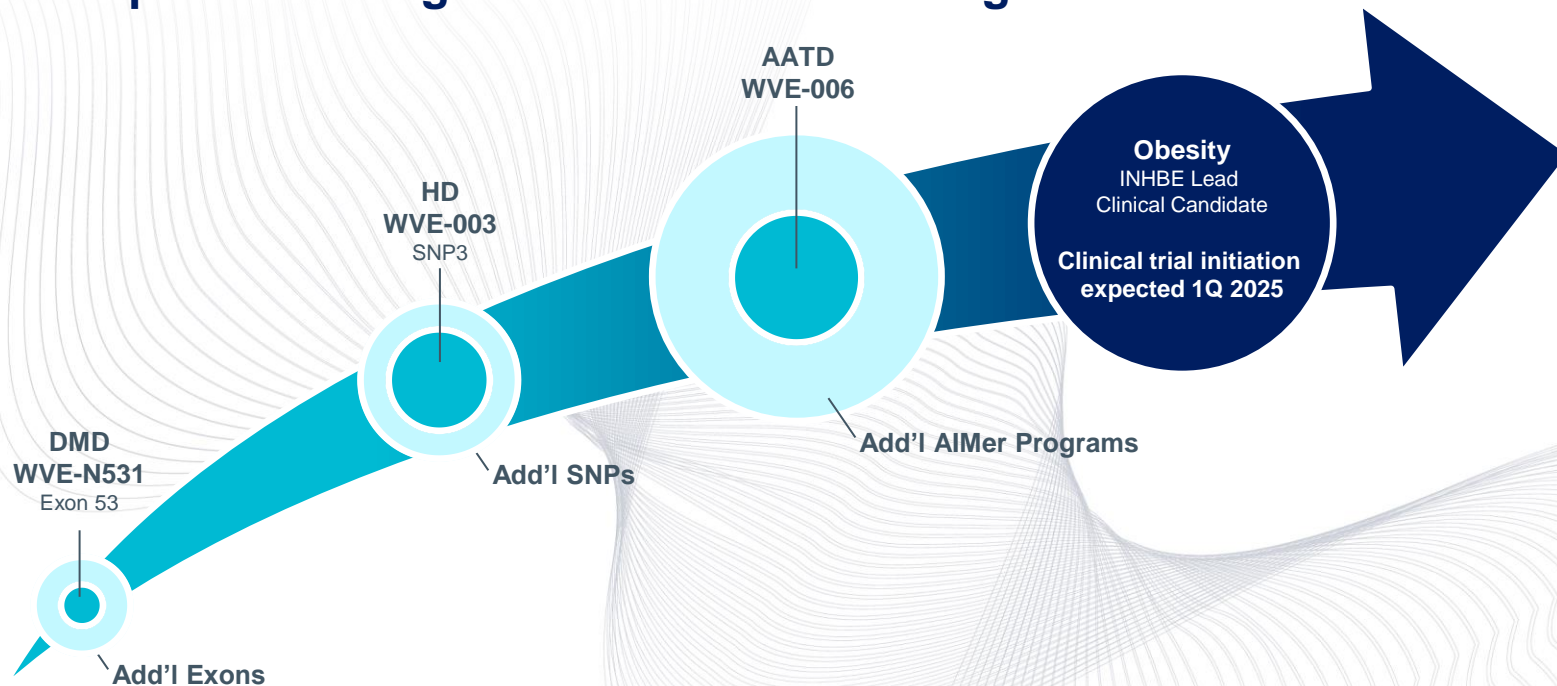 AATD
WVE-006
Obesity
INHBE Lead
Clinical Candidate
Clinical trial initiation
expected 1Q 2025
HD
WVE-003
SNP3
Add’l AIMer Programs
DMD
WVE-N531
Exon 53
Add’l SNPs
Add’l Exons